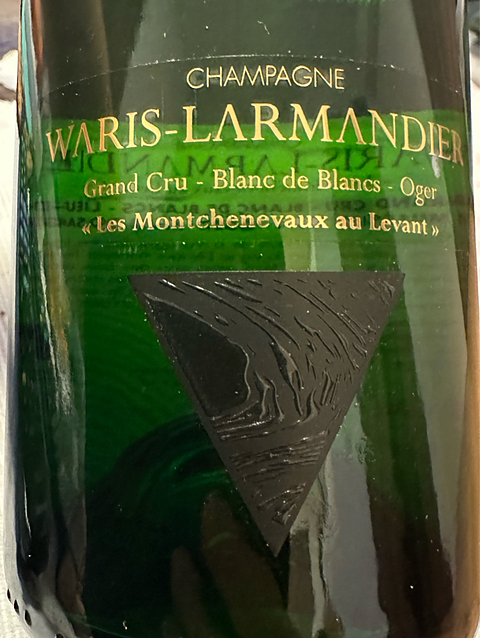 CHAMPAGNE
WARIS-LARMANDIER
Grand Cru - Blanc de Blancs - Oger
« Les Montchenevaux au Levant »